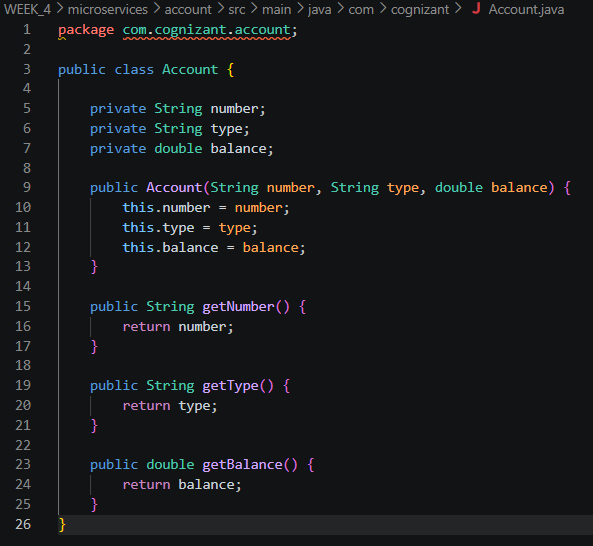 WEEK_4 > microservices > account > src > main > java > com > cognizant > J Account.java
1 package com.cognizant.account;
2
3 public class Account {
4
5     private String number;
6     private String type;
7     private double balance;
8
9     public Account(String number, String type, double balance) {
10         this.number = number;
11         this.type = type;
12         this.balance = balance;
13     }
14
15     public String getNumber() {
16         return number;
17     }
18
19     public String getType() {
20         return type;
21     }
22
23     public double getBalance() {
24         return balance;
25     }
26 }